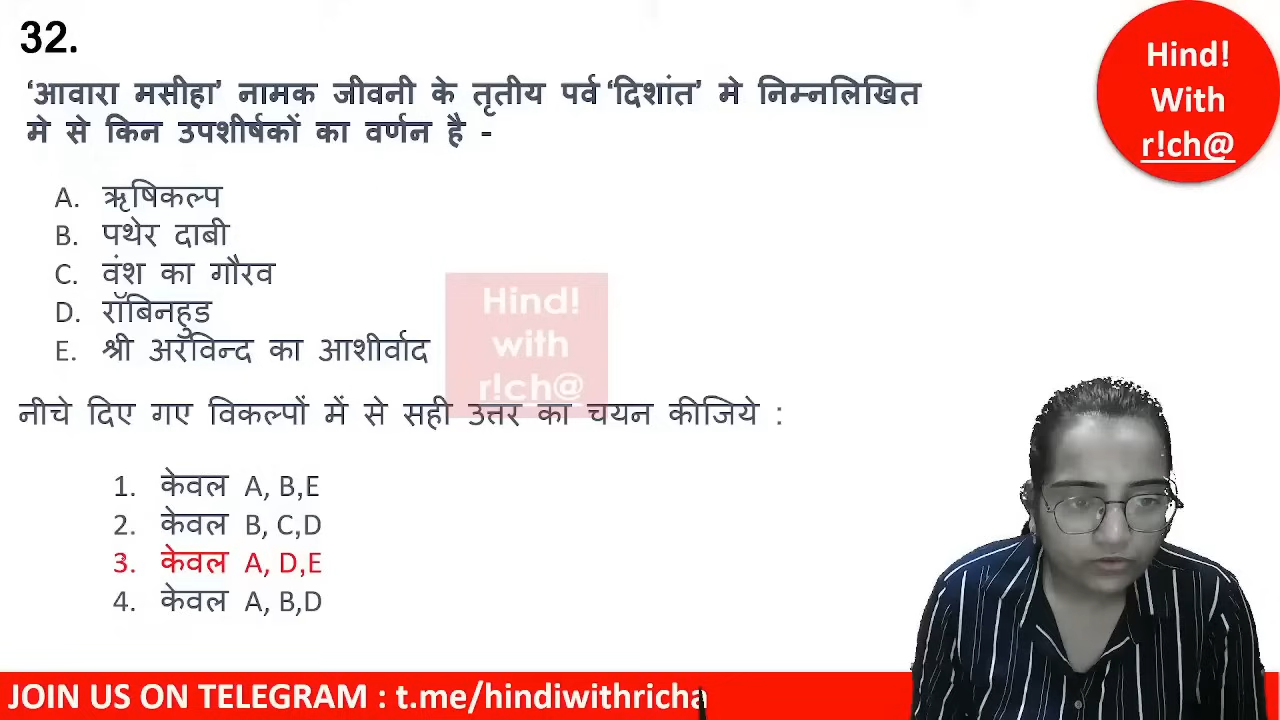 32.
Hind!
With
r!ch@
‘आवारा मसीहा’ नामक जीवनी के तृतीय पर्व ‘दिशांत’ मे निम्नलिखित
मे से किन उपशीर्षकों का वर्णन है -
A. ऋषिकल्प
B. पथेर दाबी
C. वंश का गौरव
D. रॉबिनहुड
E. श्री अरविन्द का आशीर्वाद
Hind!
with
r!ch@
नीचे दिए गए विकल्पों में से सही उत्तर का चयन कीजिये :
1. केवल A, B,E
2. केवल B, C,D
3. केवल A, D,E
4. केवल A, B,D
JOIN US ON TELEGRAM : t.me/hindiwithricha